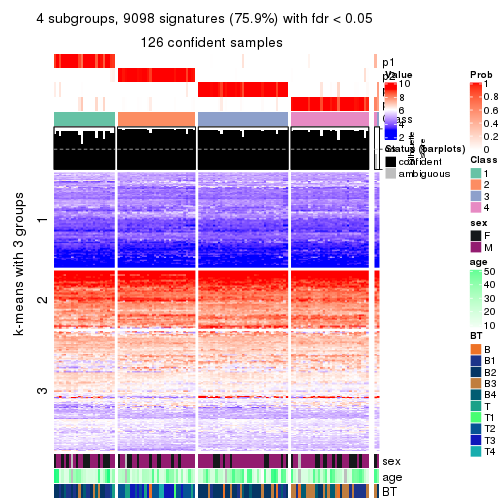 4 subgroups, 9098 signatures (75.9%) with fdr < 0.05
126 confident samples
p1
p2
Value
10
8
6
4
2
Status (barplots)
confident
ambiguous
k-means with 3 groups
1
2
3
sex
age
BT
Prob
1
0.8
0.6
0.4
0.2
0
Class
1
2
3
4
sex
F
M
age
50
40
30
20
10
BT
B
B1
B2
B3
B4
T
T1
T2
T3
T4